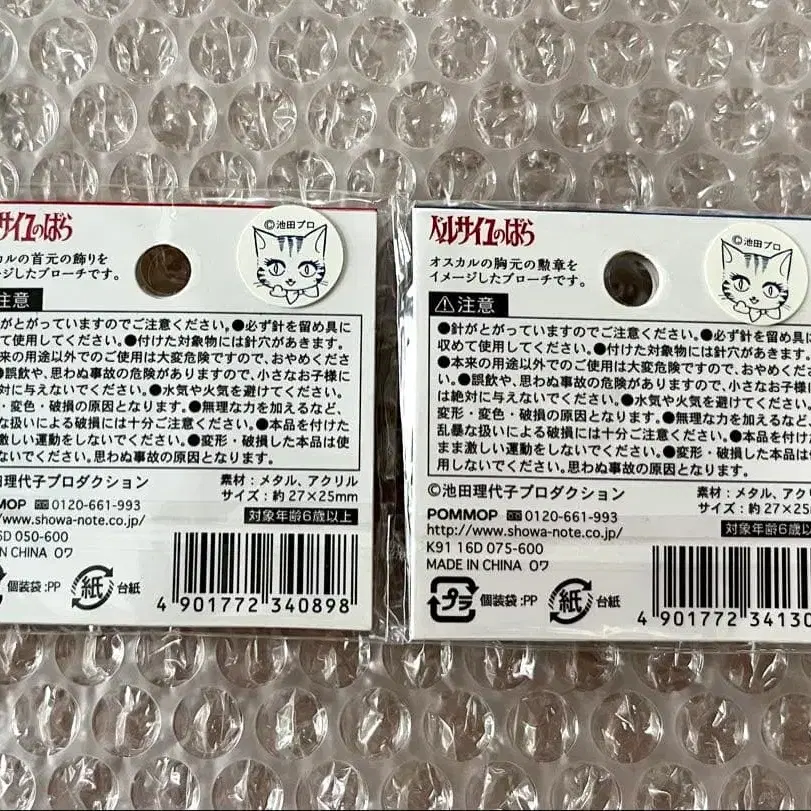 サイユのばら
©池田プロ
カルの首元の飾りを
ージしたブローチです。
注意
がとがっていますのでご注意ください。●必ず針を留め具に
て使用してください。●付けた対象物には針穴があきます。
来の用途以外でのご使用は大変危険ですので、おやめくださ
誤飲や、思わぬ事故の危険がありますので、小さなお子様に
対に与えないでください。●水気や火気を避けてください。
・変色・破損の原因となります。●無理な力を加えるなど、
な扱いによる破損には十分ご注意ください。●本品を付けた
激しい運動をしないでください。●変形・破損した本品は使
ないでください。思わぬ事故の原因となります。
田理代子プロダクション
素材：メタル、アクリル
サイズ：約27×25mm
MMOP 0120-661-993
/www.showa-note.co.jp/
対象年齢6歳以上
6D 050-600
IN CHINA Oワ
個装袋:PP
紙
台紙
4 901772 340898
ベルサイユのばら
©池田プロ
オスカルの胸元の勲章を
イメージしたブローチです。
⚠注意
●針がとがっていますのでご注意ください。●必ず針を留め
収めて使用してください。●付けた対象物には針穴があきま
●本来の用途以外でのご使用は大変危険ですので、おやめくだ
い。●誤飲や、思わぬ事故の危険がありますので、小さなお子
は絶対に与えないでください。●水気や火気を避けてくださ
変形・変色・破損の原因となります。●無理な力を加えるな
乱暴な扱いによる破損には十分ご注意ください。●本品を付
まま激しい運動をしないでください。●変形・破損した本品は
用しないでください。思わぬ事故の原因となります。
©池田理代子プロダクション
素材：メタル、アクリ
サイズ：約27×25m
POMMOP 0120-661-993
http://www.showa-note.co.jp/
対象年齢6歳以
K91 16D 075-600
MADE IN CHINA Oワ
プラ
個装袋:PP
紙
台紙
4 901772 34130